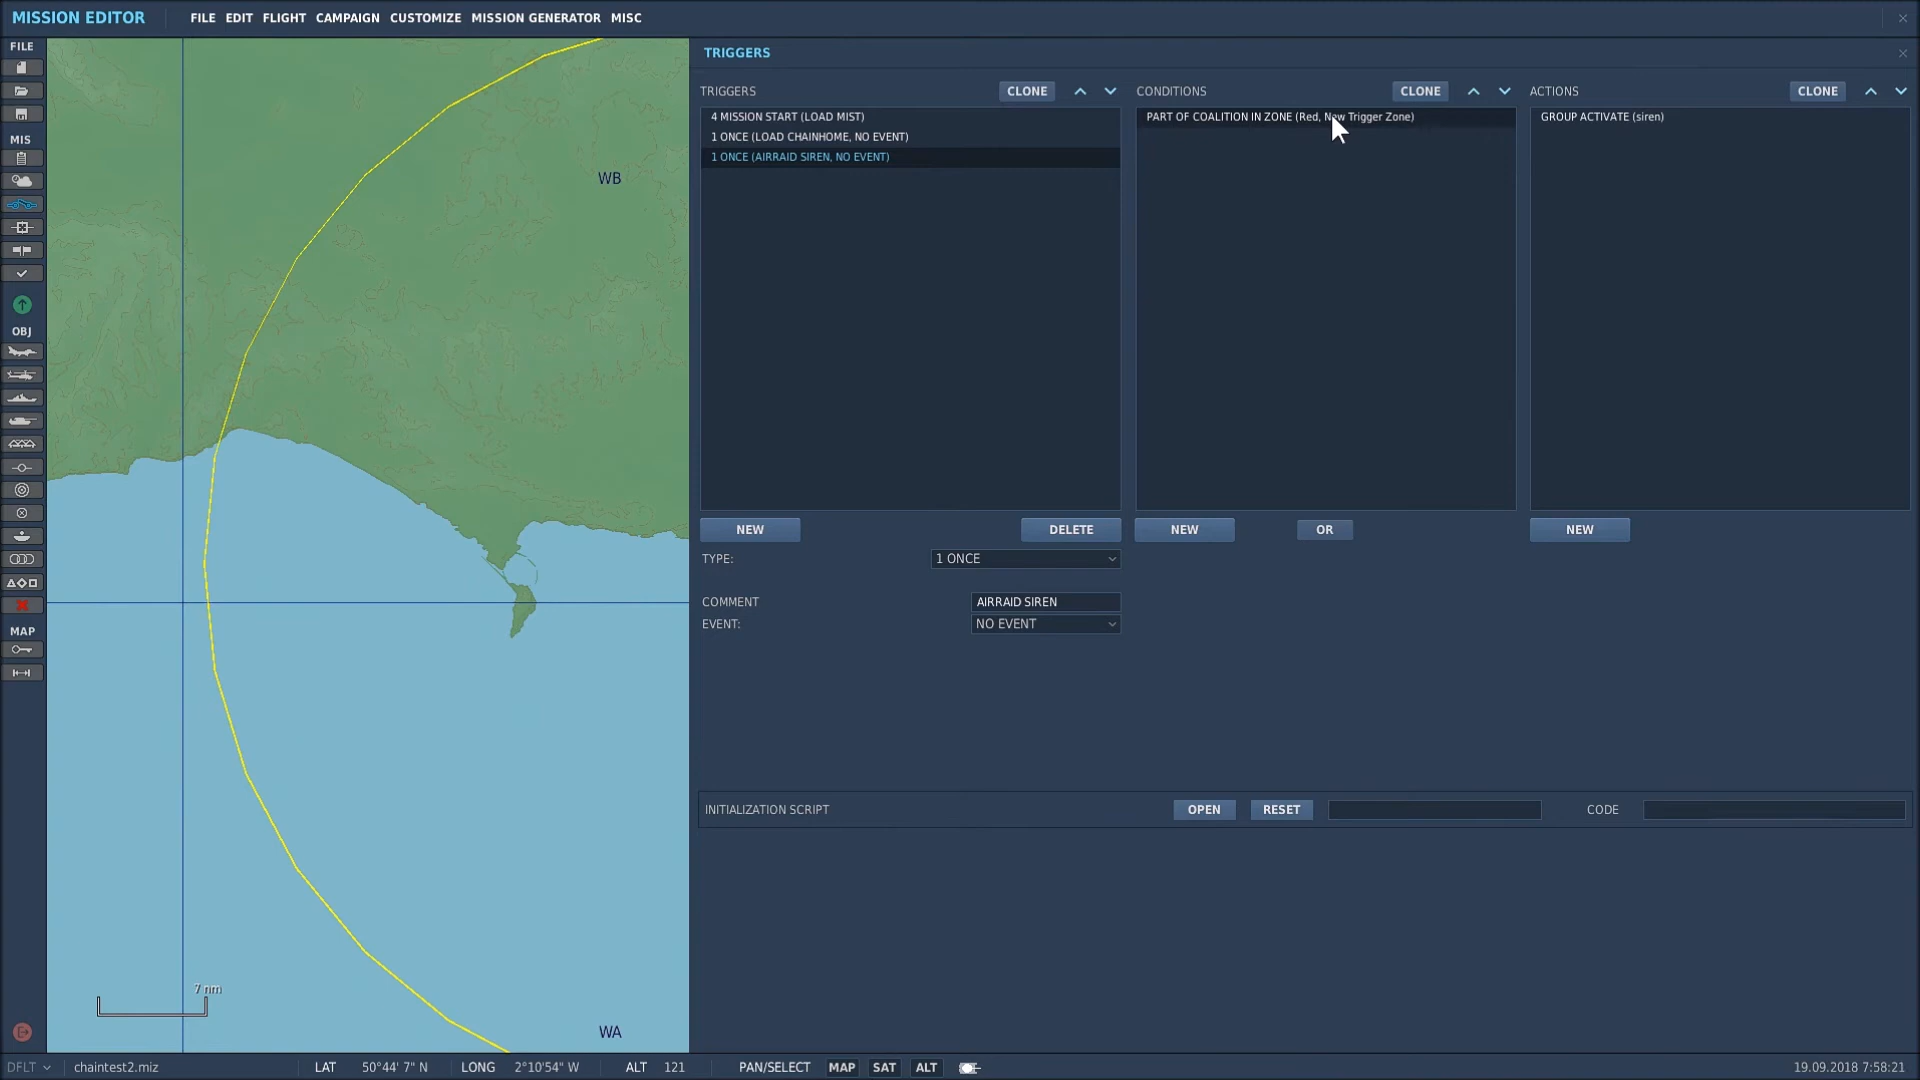 MISSION EDITOR
FILE EDIT FLIGHT CAMPAIGN CUSTOMIZE MISSION GENERATOR MISC
FILE
MIS
OBJ
MAP
WB
7 nm
WA
TRIGGERS
TRIGGERS CLONE
4 MISSION START (LOAD MIST)
1 ONCE (LOAD CHAINHOME, NO EVENT)
1 ONCE (AIRRAID SIREN, NO EVENT)
NEW DELETE
TYPE: 1 ONCE
COMMENT AIRRAID SIREN
EVENT: NO EVENT
CONDITIONS CLONE
PART OF COALITION IN ZONE (Red, New Trigger Zone)
NEW OR
ACTIONS CLONE
GROUP ACTIVATE (siren)
NEW
INITIALIZATION SCRIPT OPEN RESET CODE
DFLT chaintest2.miz LAT 50°44' 7" N LONG 2°10'54" W ALT 121 PAN/SELECT MAP SAT ALT 19.09.2018 7:58:21